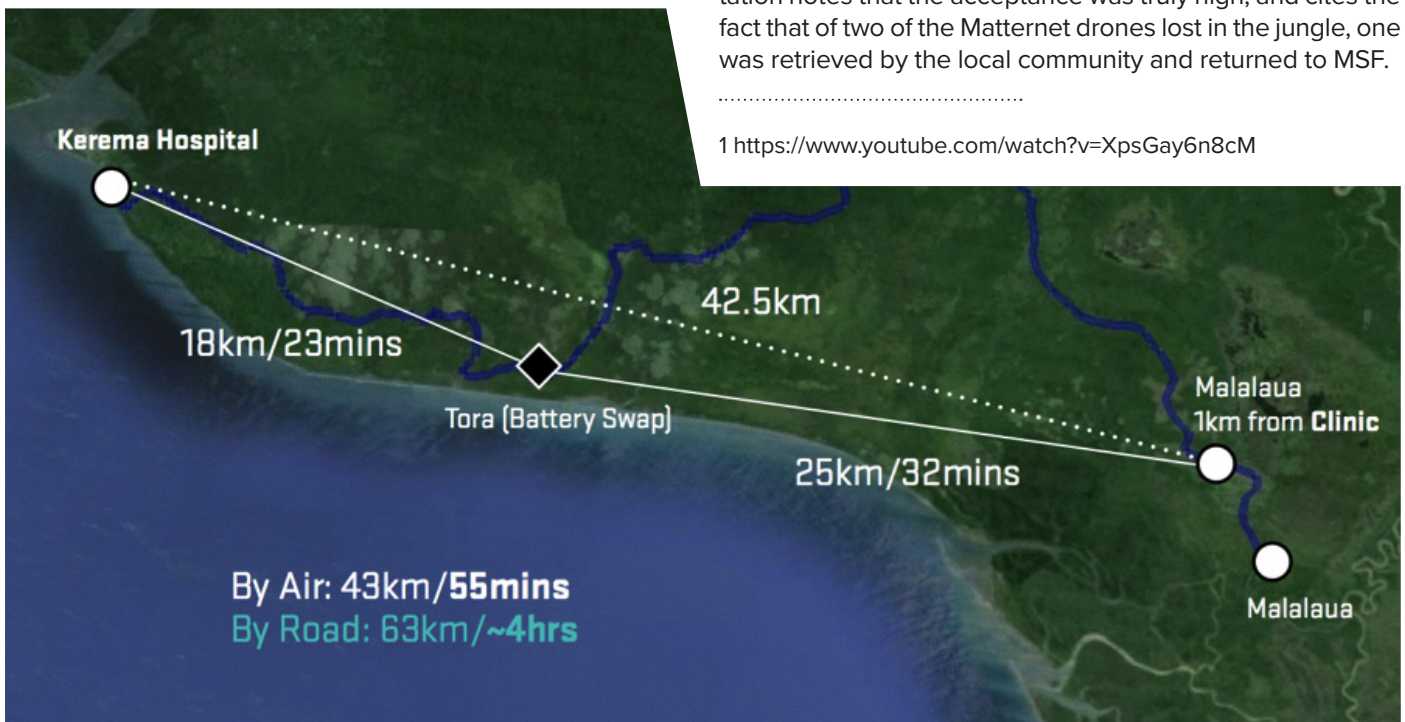 tation notes that the acceptance was truly high, and cites the
fact that of two of the Matternet drones lost in the jungle, one
was retrieved by the local community and returned to MSF.
1 https://www.youtube.com/watch?v=XpsGay6n8cM
Kerema Hospital
42.5km
18km/23mins
Tora (Battery Swap)
Malalaua
1km from Clinic
25km/32mins
By Air: 43km/55mins
By Road: 63km/~4hrs
Malalaua